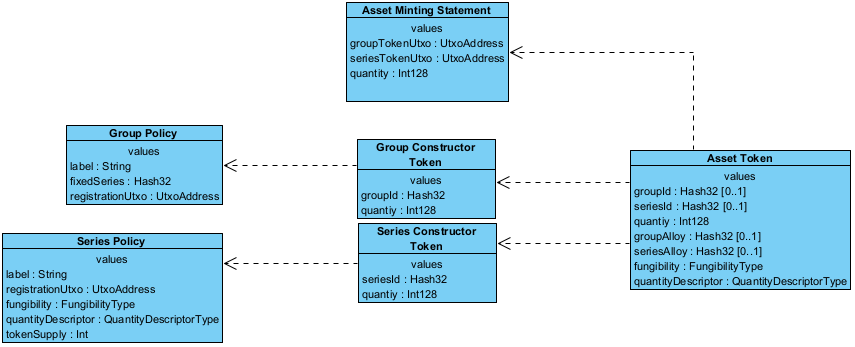 Asset Minting Statement
values
groupTokenUtxo : UtxoAddress
seriesTokenUtxo : UtxoAddress
quantity : Int128
Group Policy
values
label : String
fixedSeries : Hash32
registrationUtxo : UtxoAddress
Group Constructor
Token
values
groupId : Hash32
quantiy : Int128
Asset Token
values
groupId : Hash32 [0..1]
seriesId : Hash32 [0..1]
quantiy : Int128
groupAlloy : Hash32 [0..1]
seriesAlloy : Hash32 [0..1]
fungibility : FungibilityType
quantityDescriptor : QuantityDescriptorType
Series Policy
values
label : String
registrationUtxo : UtxoAddress
fungibility : FungibilityType
quantityDescriptor : QuantityDescriptorType
tokenSupply : Int
Series Constructor
Token
values
seriesId : Hash32
quantiy : Int128